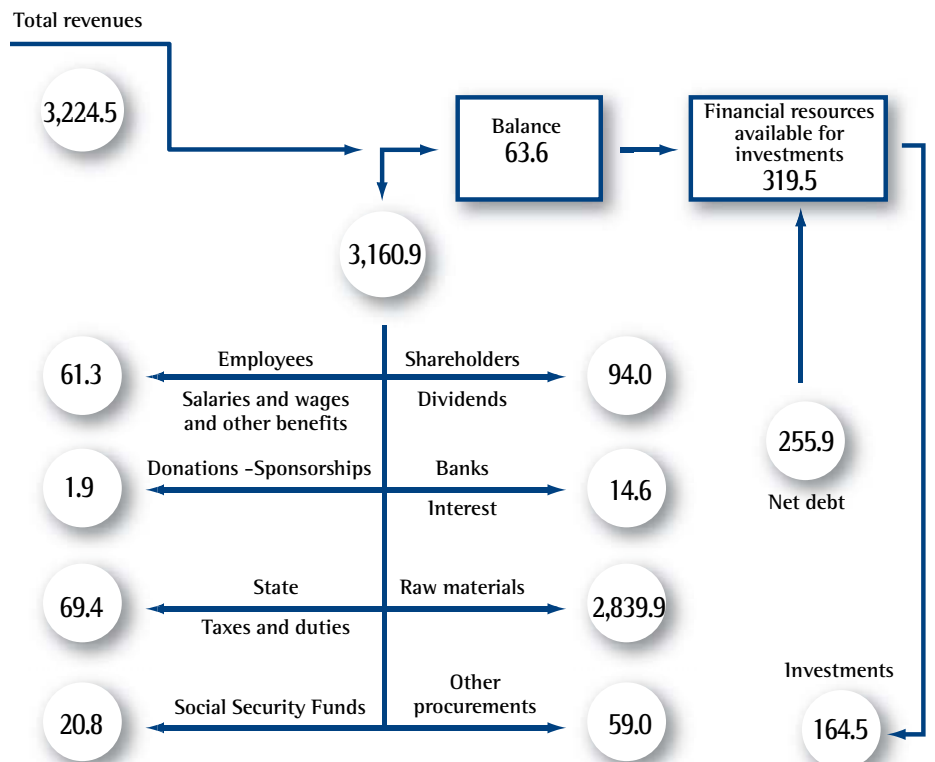 Total revenues
3,224.5
Balance
63.6
Financial resources
available for
investments
319.5
3,160.9
Employees
Salaries and wages
and other benefits
61.3
Shareholders
Dividends
94.0
Donations -Sponsorships
1.9
Banks
Interest
14.6
255.9
Net debt
State
Taxes and duties
69.4
Raw materials
2,839.9
Social Security Funds
20.8
Other
procurements
59.0
Investments
164.5